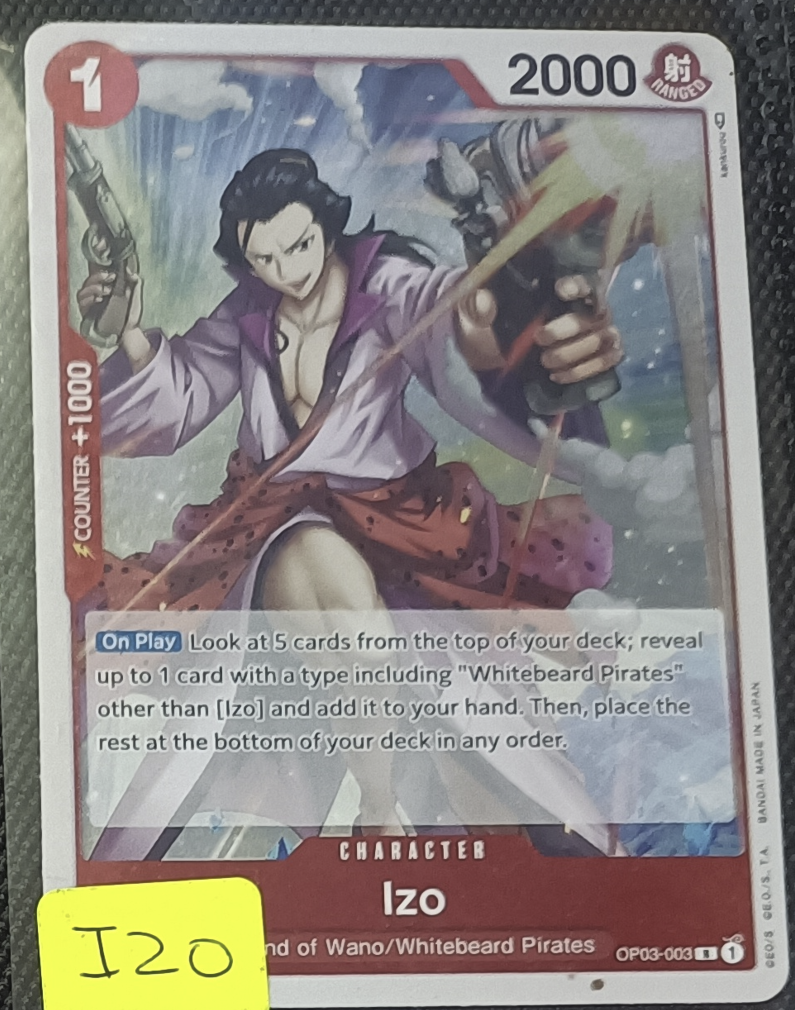 1
2000
射
RANGED
kankurou
COUNTER +1000
On Play Look at 5 cards from the top of your deck; reveal
up to 1 card with a type including "Whitebeard Pirates"
other than [Izo] and add it to your hand. Then, place the
rest at the bottom of your deck in any order.
CHARACTER
Izo
nd of Wano/Whitebeard Pirates
OP03-003 R 1
IZO
©E.O./S. ©E.O./S., T.A. BANDAI MADE IN JAPAN